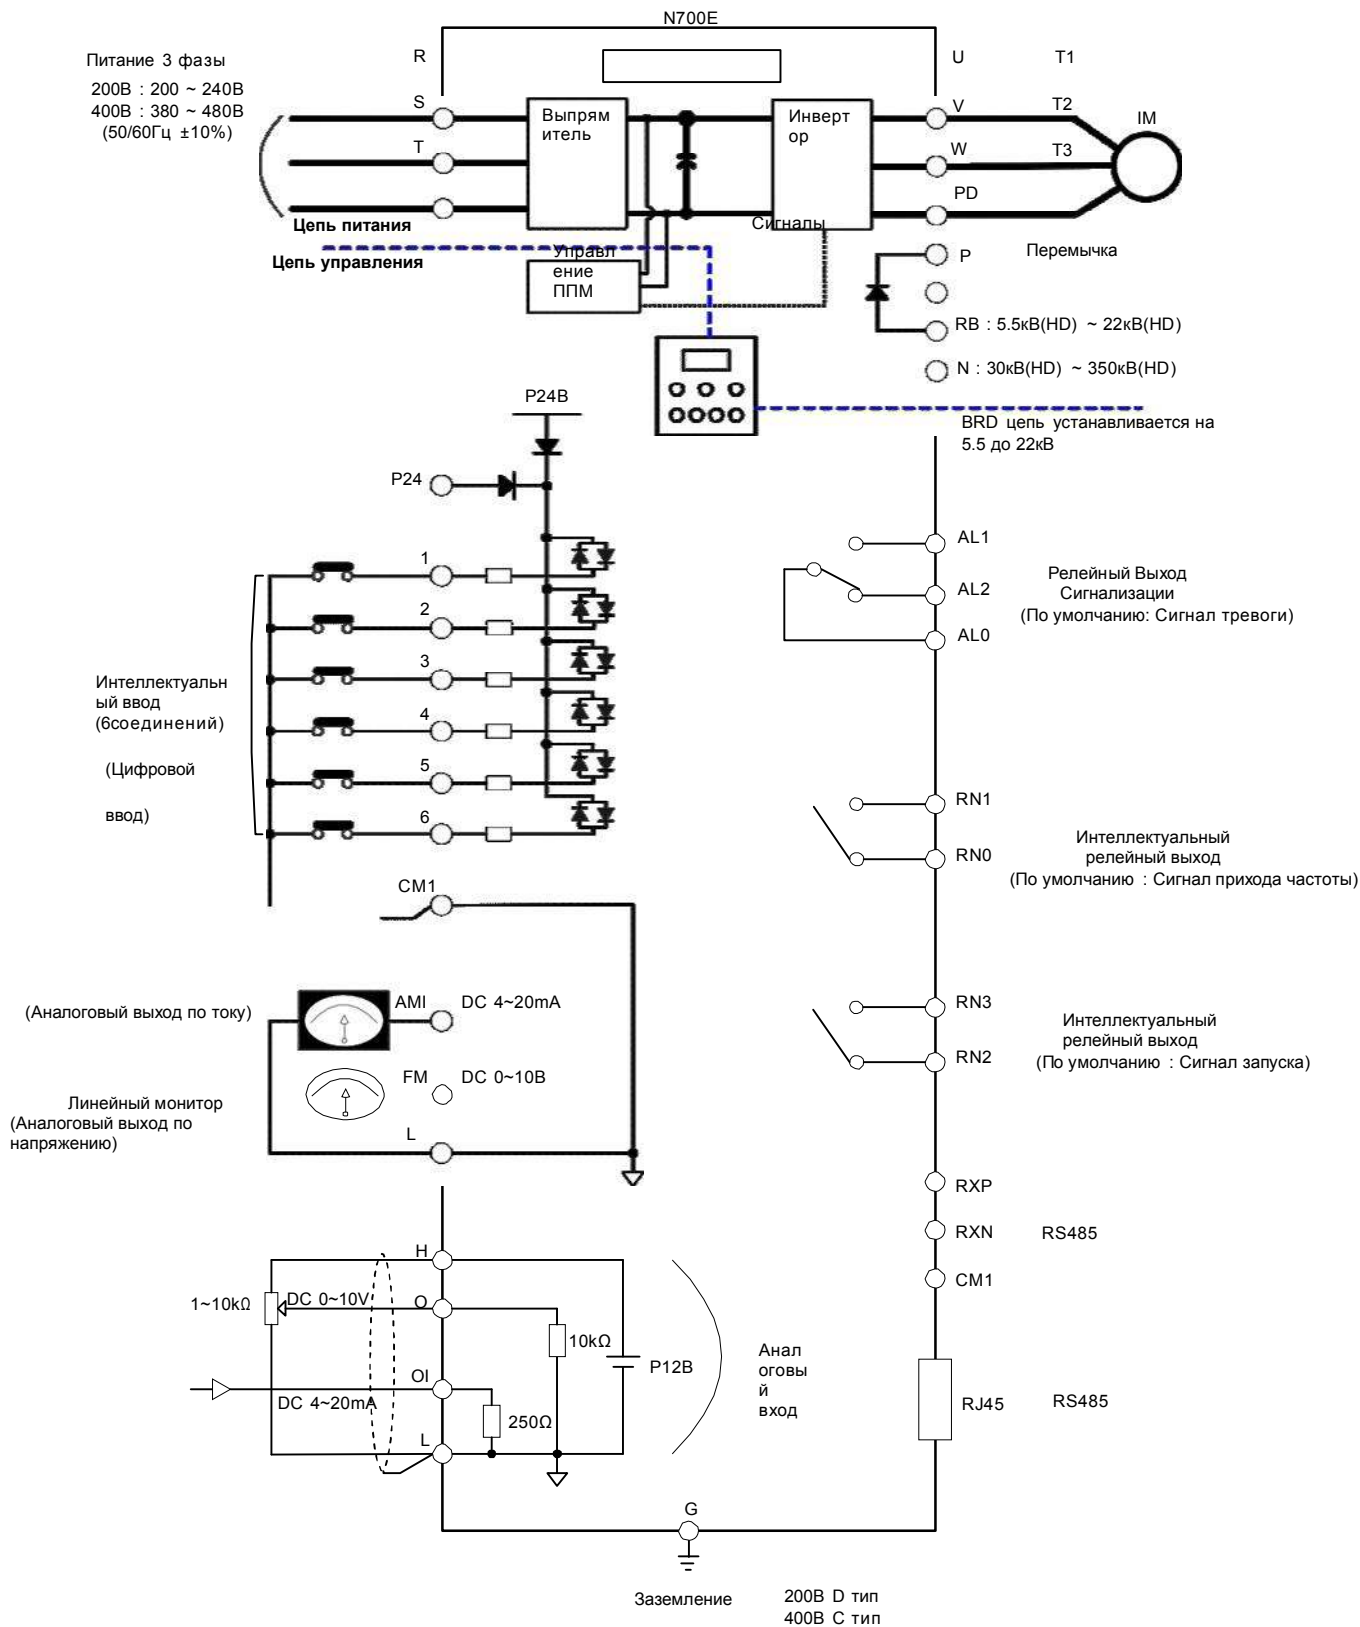 N700E
Питание 3 фазы
200В : 200 ~ 240В
400В : 380 ~ 480В
(50/60Гц ±10%)
R
S
T
Выпрям
итель
Инверт
ор
U
T1
V
T2
W
T3
IM
PD
Сигналы
Цепь питания
Цепь управления
Управл
ение
ППМ
P
Перемычка
RB : 5.5кВ(HD) ~ 22кВ(HD)
N : 30кВ(HD) ~ 350кВ(HD)
BRD цепь устанавливается на
5.5 до 22кВ
P24В
P24
1
2
3
4
5
6
Интеллектуальн
ый ввод
(6соединений)
(Цифровой
ввод)
CM1
AL1
AL2
AL0
Релейный Выход
Сигнализации
(По умолчанию: Сигнал тревоги)
RN1
RN0
Интеллектуальный
релейный выход
(По умолчанию : Сигнал прихода частоты)
(Аналоговый выход по току)
AMI
DC 4~20mA
FM
DC 0~10В
Линейный монитор
(Аналоговый выход по
напряжению)
L
RN3
RN2
Интеллектуальный
релейный выход
(По умолчанию : Сигнал запуска)
RXP
RXN
RS485
CM1
H
1~10kΩ
DC 0~10V
O
10kΩ
P12В
OI
DC 4~20mA
250Ω
L
Анал
оговы
й
вход
RJ45
RS485
G
Заземление
200В D тип
400В С тип